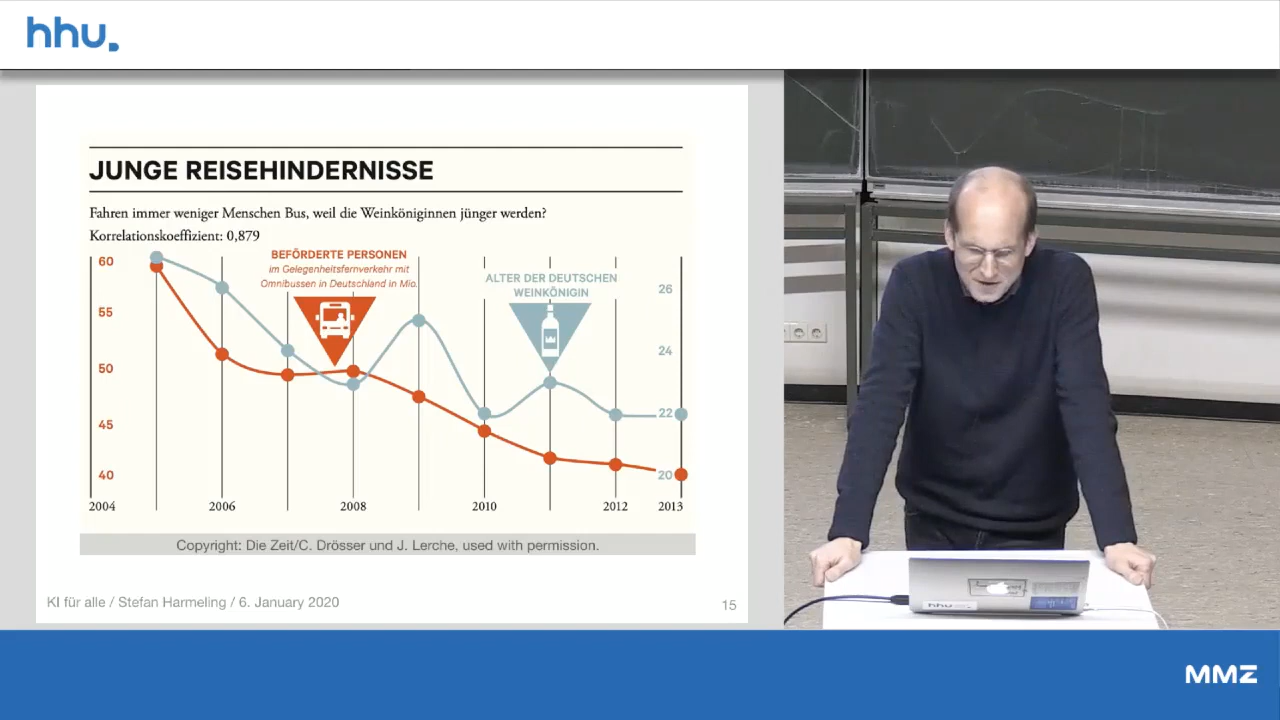 hhu.
JUNGE REISEHINDERNISSE
Fahren immer weniger Menschen Bus, weil die Weinköniginnen jünger werden?
Korrelationskoeffizient: 0,879
BEFÖRDERTE PERSONEN
im Gelegenheitsfernverkehr mit
Omnibussen in Deutschland in Mio.
ALTER DER DEUTSCHEN
WEINKÖNIGIN
60
55
50
45
40
26
24
22
20
2004 2006 2008 2010 2012 2013
Copyright: Die Zeit/C. Drösser und J. Lerche, used with permission.
KI für alle / Stefan Harmeling / 6. January 2020 15
hhu
MMZ